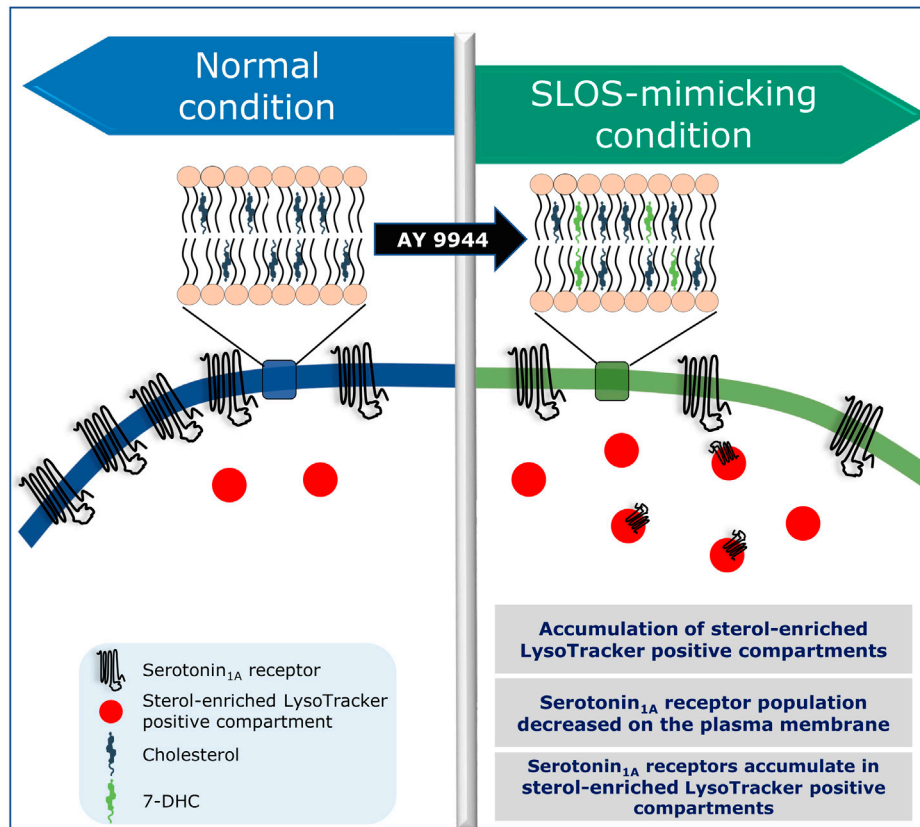 Normal
condition
SLOS-mimicking
condition
AY 9944
Serotonin₁ₐ receptor
Sterol-enriched LysoTracker
positive compartment
Cholesterol
7-DHC
Accumulation of sterol-enriched
LysoTracker positive compartments
Serotonin₁ₐ receptor population
decreased on the plasma membrane
Serotonin₁ₐ receptors accumulate in
sterol-enriched LysoTracker positive
compartments